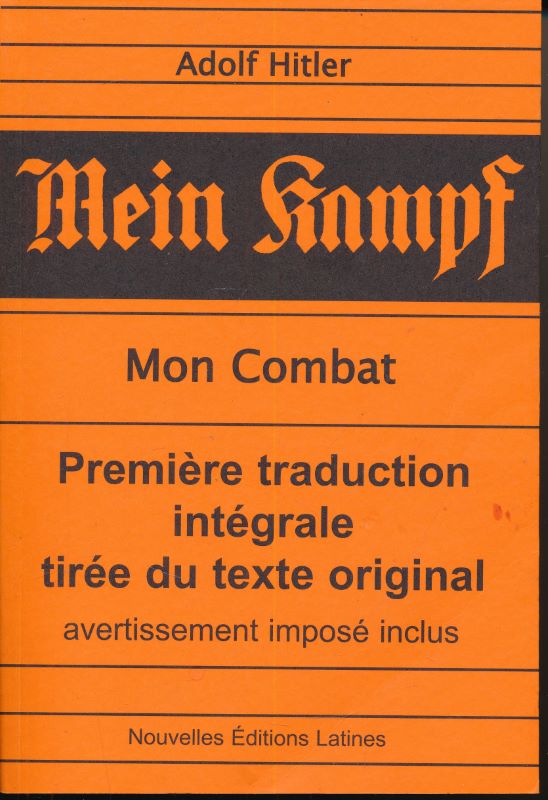 Adolf Hitler
Mein Kampf
Mon Combat
Première traduction
intégrale
tirée du texte original
avertissement imposé inclus
Nouvelles Éditions Latines